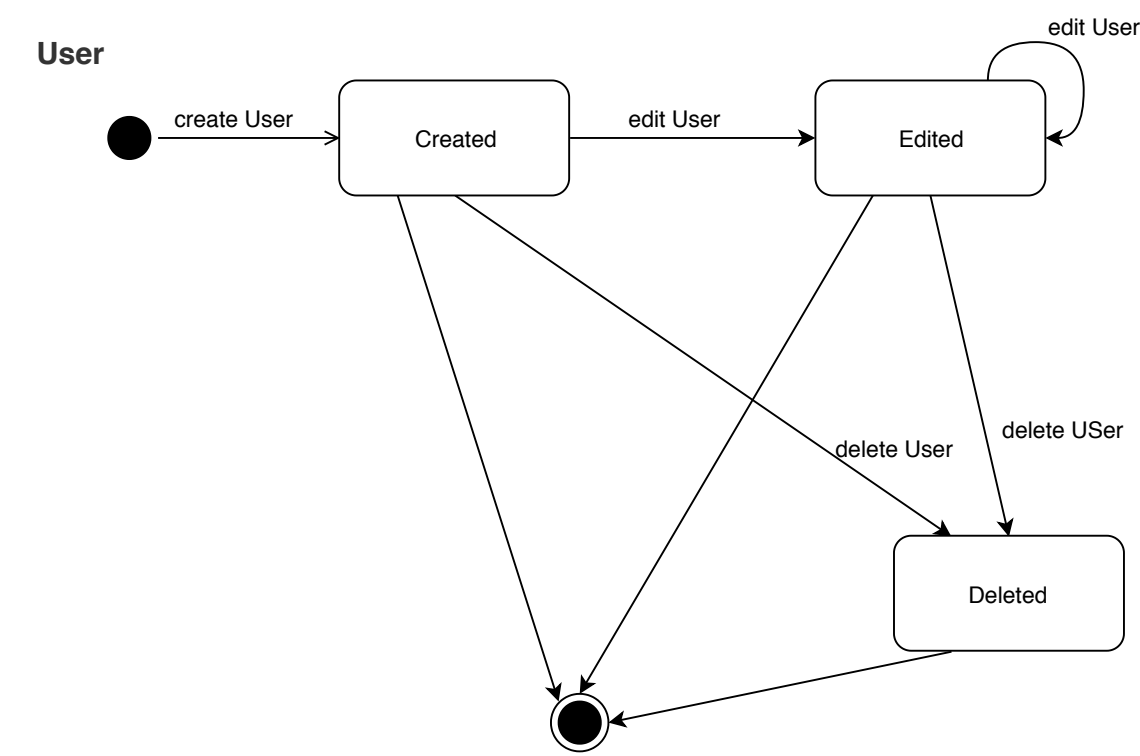 edit User
User
create User
edit User
Created
Edited
delete User
delete USer
Deleted